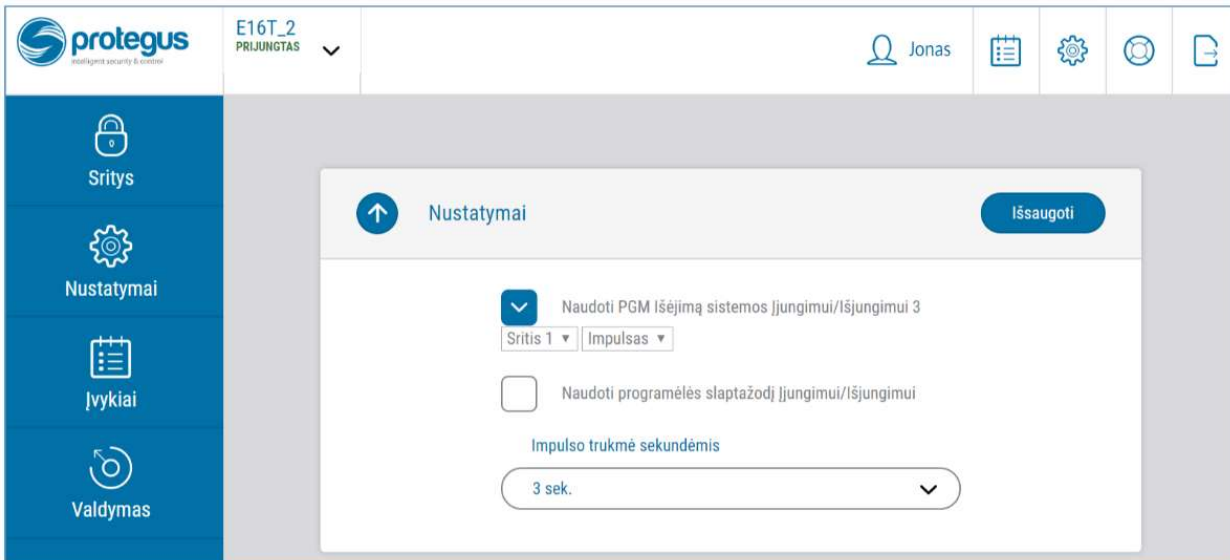 protegus
intelligent security & control
E16T_2
PRIJUNGTAS
Jonas
Sritys
Nustatymai
Įvykiai
Valdymas
Nustatymai
Išsaugoti
Naudoti PGM Išėjimą sistemos Įjungimui/Išjungimui 3
Sritis 1 Impulsas
Naudoti programėlės slaptažodį Įjungimui/Išjungimui
Impulso trukmė sekundėmis
3 sek.